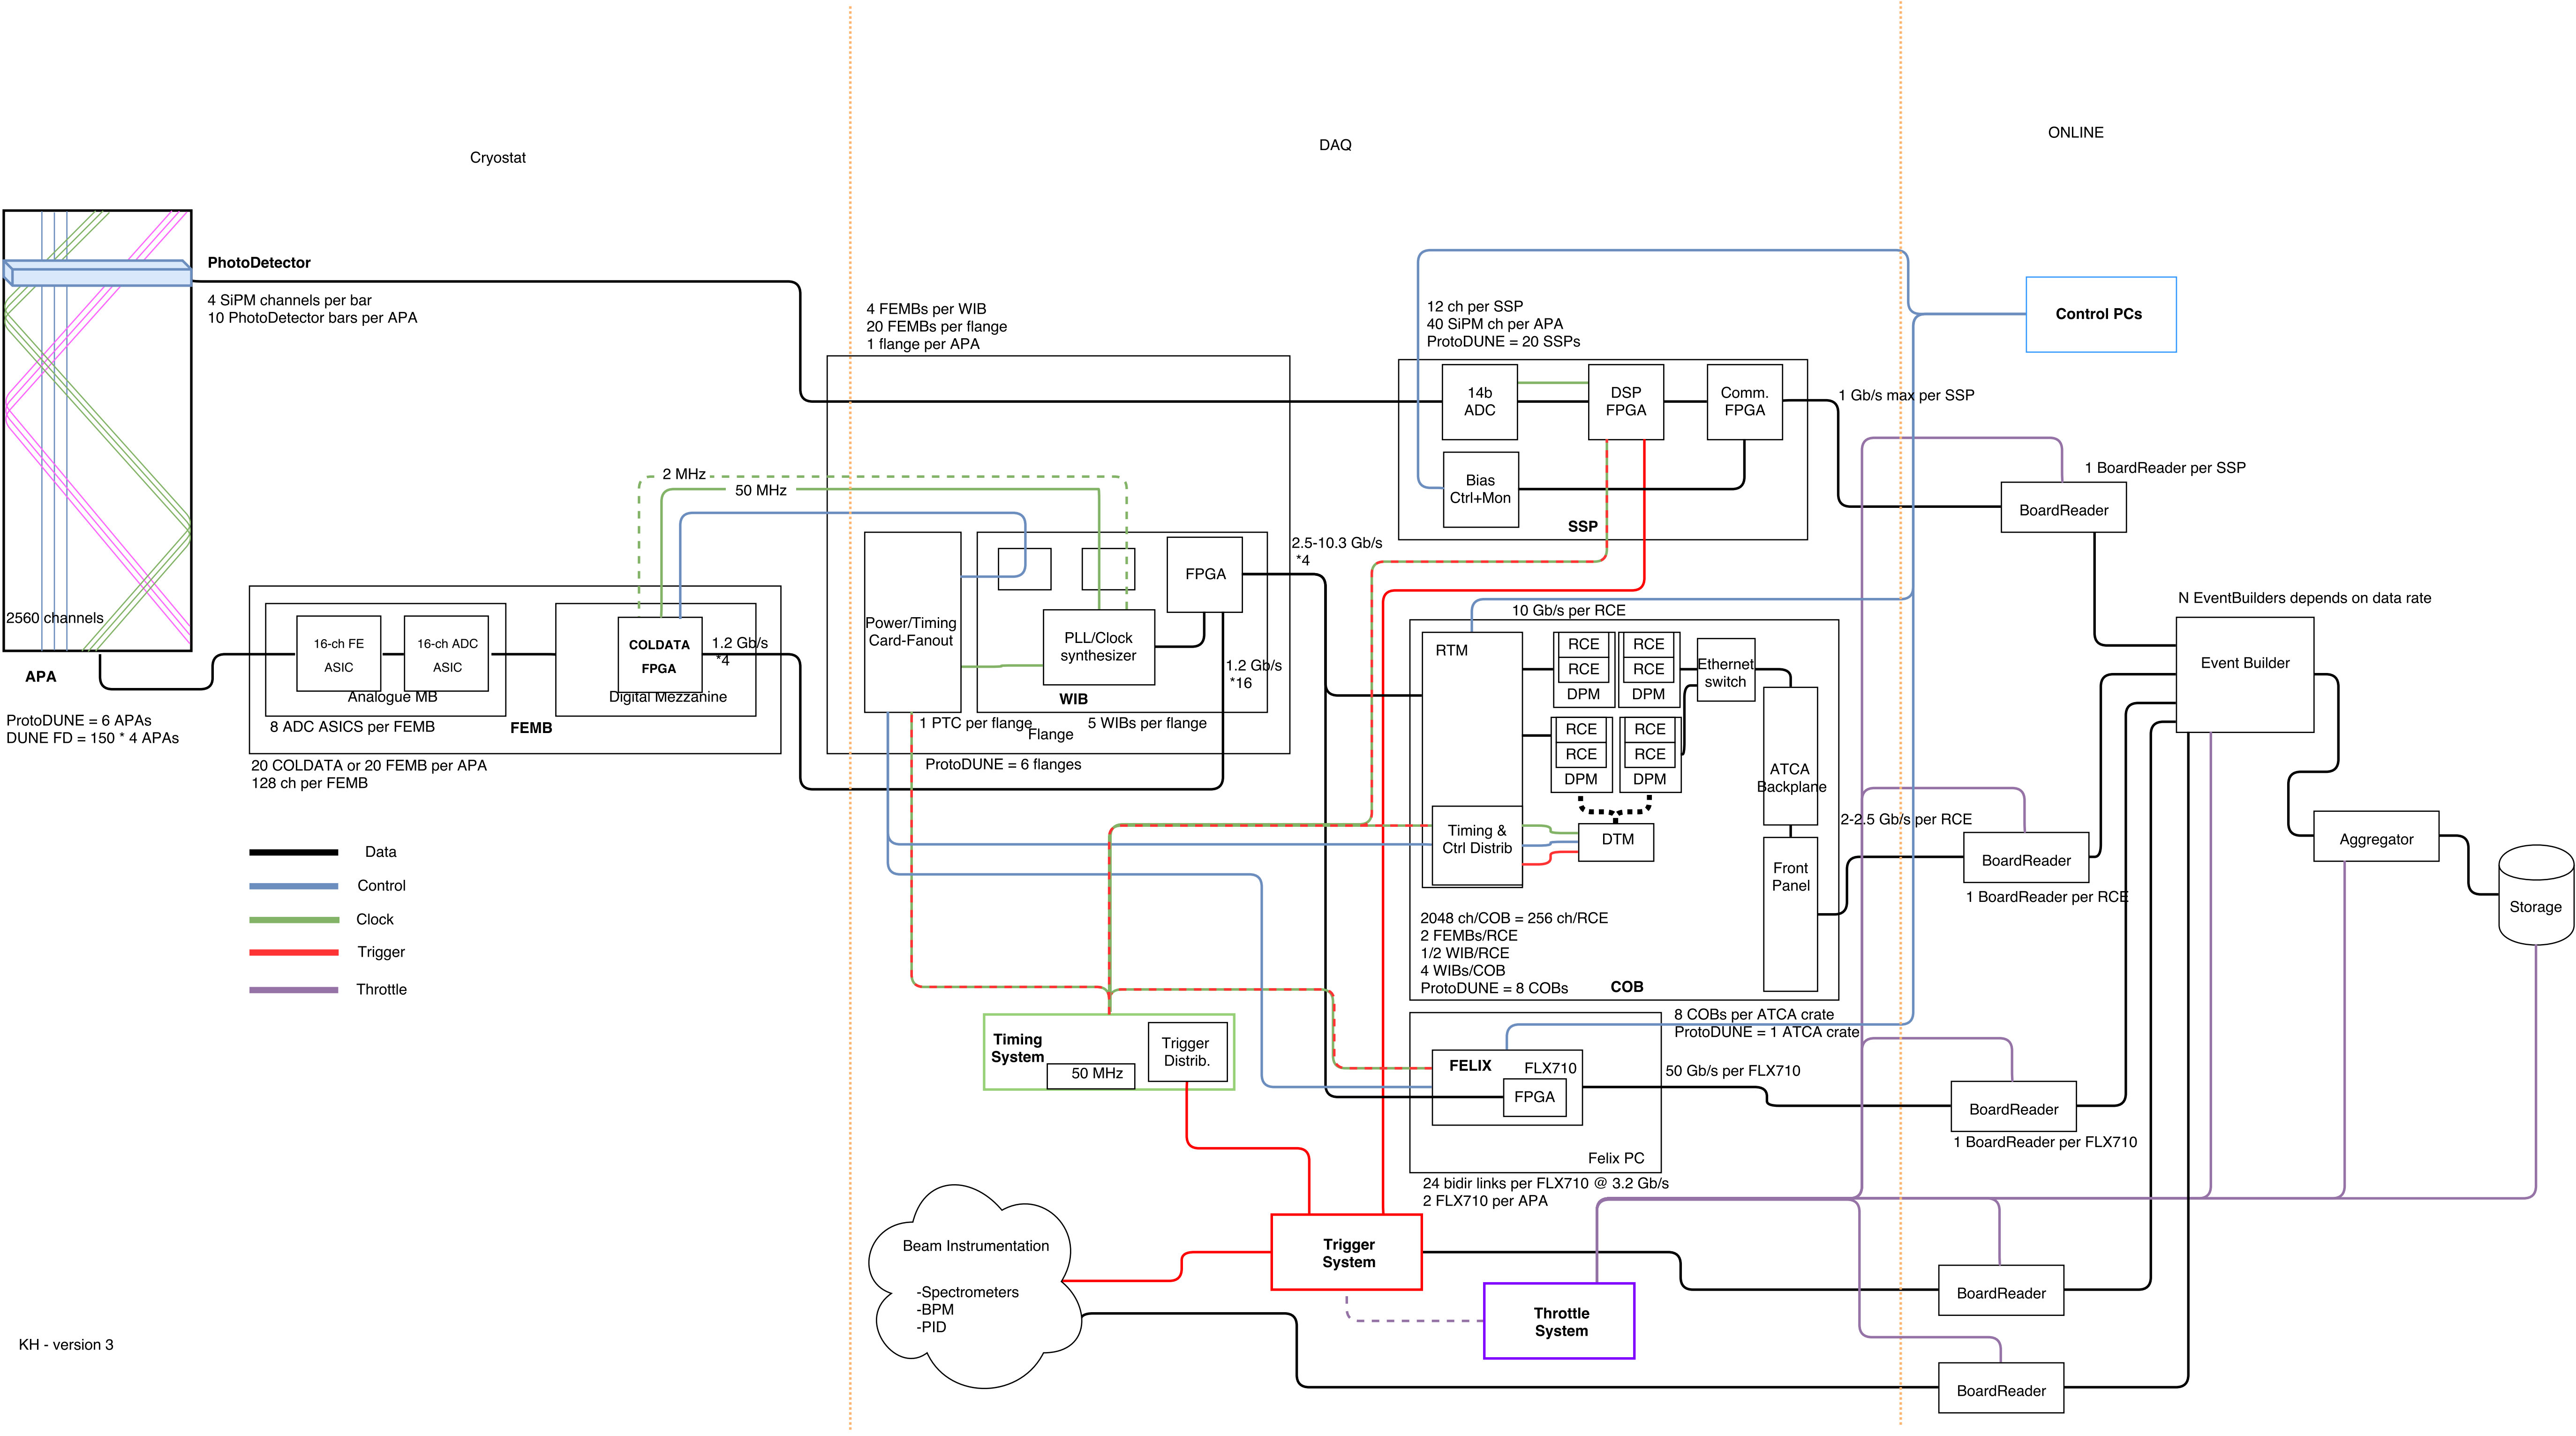 Cryostat
DAQ
ONLINE
PhotoDetector
4 SiPM channels per bar
10 PhotoDetector bars per APA
2560 channels
APA
ProtoDUNE = 6 APAs
DUNE FD = 150 * 4 APAs
16-ch FE
ASIC
16-ch ADC
ASIC
Analogue MB
8 ADC ASICS per FEMB
COLDATA
FPGA
Digital Mezzanine
FEMB
1.2 Gb/s
*4
20 COLDATA or 20 FEMB per APA
128 ch per FEMB
2 MHz
50 MHz
Data
Control
Clock
Trigger
Throttle
KH - version 3
4 FEMBs per WIB
20 FEMBs per flange
1 flange per APA
Power/Timing
Card-Fanout
FPGA
PLL/Clock
synthesizer
WIB
1.2 Gb/s
*16
1 PTC per flange
5 WIBs per flange
Flange
ProtoDUNE = 6 flanges
2.5-10.3 Gb/s
*4
12 ch per SSP
40 SiPM ch per APA
ProtoDUNE = 20 SSPs
14b
ADC
DSP
FPGA
Comm.
FPGA
Bias
Ctrl+Mon
SSP
1 Gb/s max per SSP
10 Gb/s per RCE
RTM
RCE
RCE
DPM
RCE
RCE
DPM
RCE
RCE
DPM
RCE
RCE
DPM
Ethernet
switch
ATCA
Backplane
Front
Panel
Timing &
Ctrl Distrib
DTM
2048 ch/COB = 256 ch/RCE
2 FEMBs/RCE
1/2 WIB/RCE
4 WIBs/COB
ProtoDUNE = 8 COBs
COB
2-2.5 Gb/s per RCE
8 COBs per ATCA crate
ProtoDUNE = 1 ATCA crate
Timing
System
50 MHz
Trigger
Distrib.
FELIX
FLX710
FPGA
Felix PC
50 Gb/s per FLX710
24 bidir links per FLX710 @ 3.2 Gb/s
2 FLX710 per APA
Beam Instrumentation
-Spectrometers
-BPM
-PID
Trigger
System
Throttle
System
Control PCs
1 BoardReader per SSP
BoardReader
N EventBuilders depends on data rate
Event Builder
BoardReader
1 BoardReader per RCE
Aggregator
Storage
BoardReader
1 BoardReader per FLX710
BoardReader
BoardReader